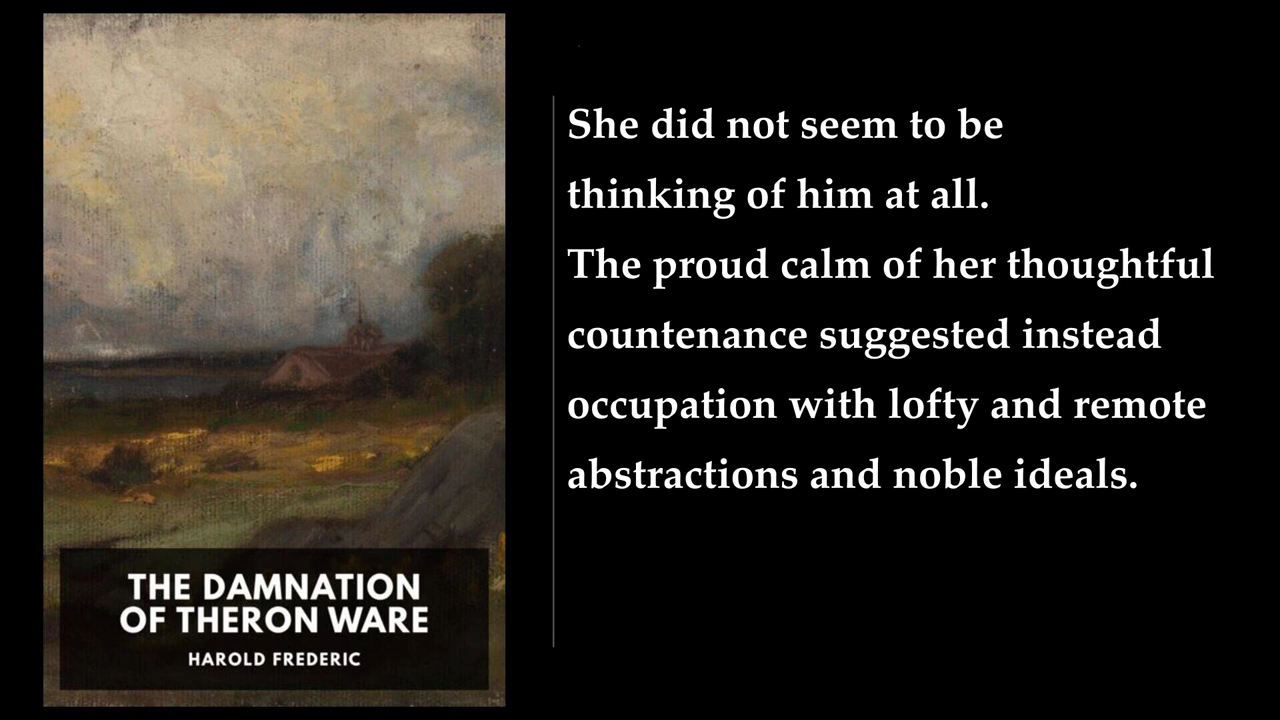 She did not seem to be
thinking of him at all.
The proud calm of her thoughtful
countenance suggested instead
occupation with lofty and remote
abstractions and noble ideals.
THE DAMNATION
OF THERON WARE
HAROLD FREDERIC